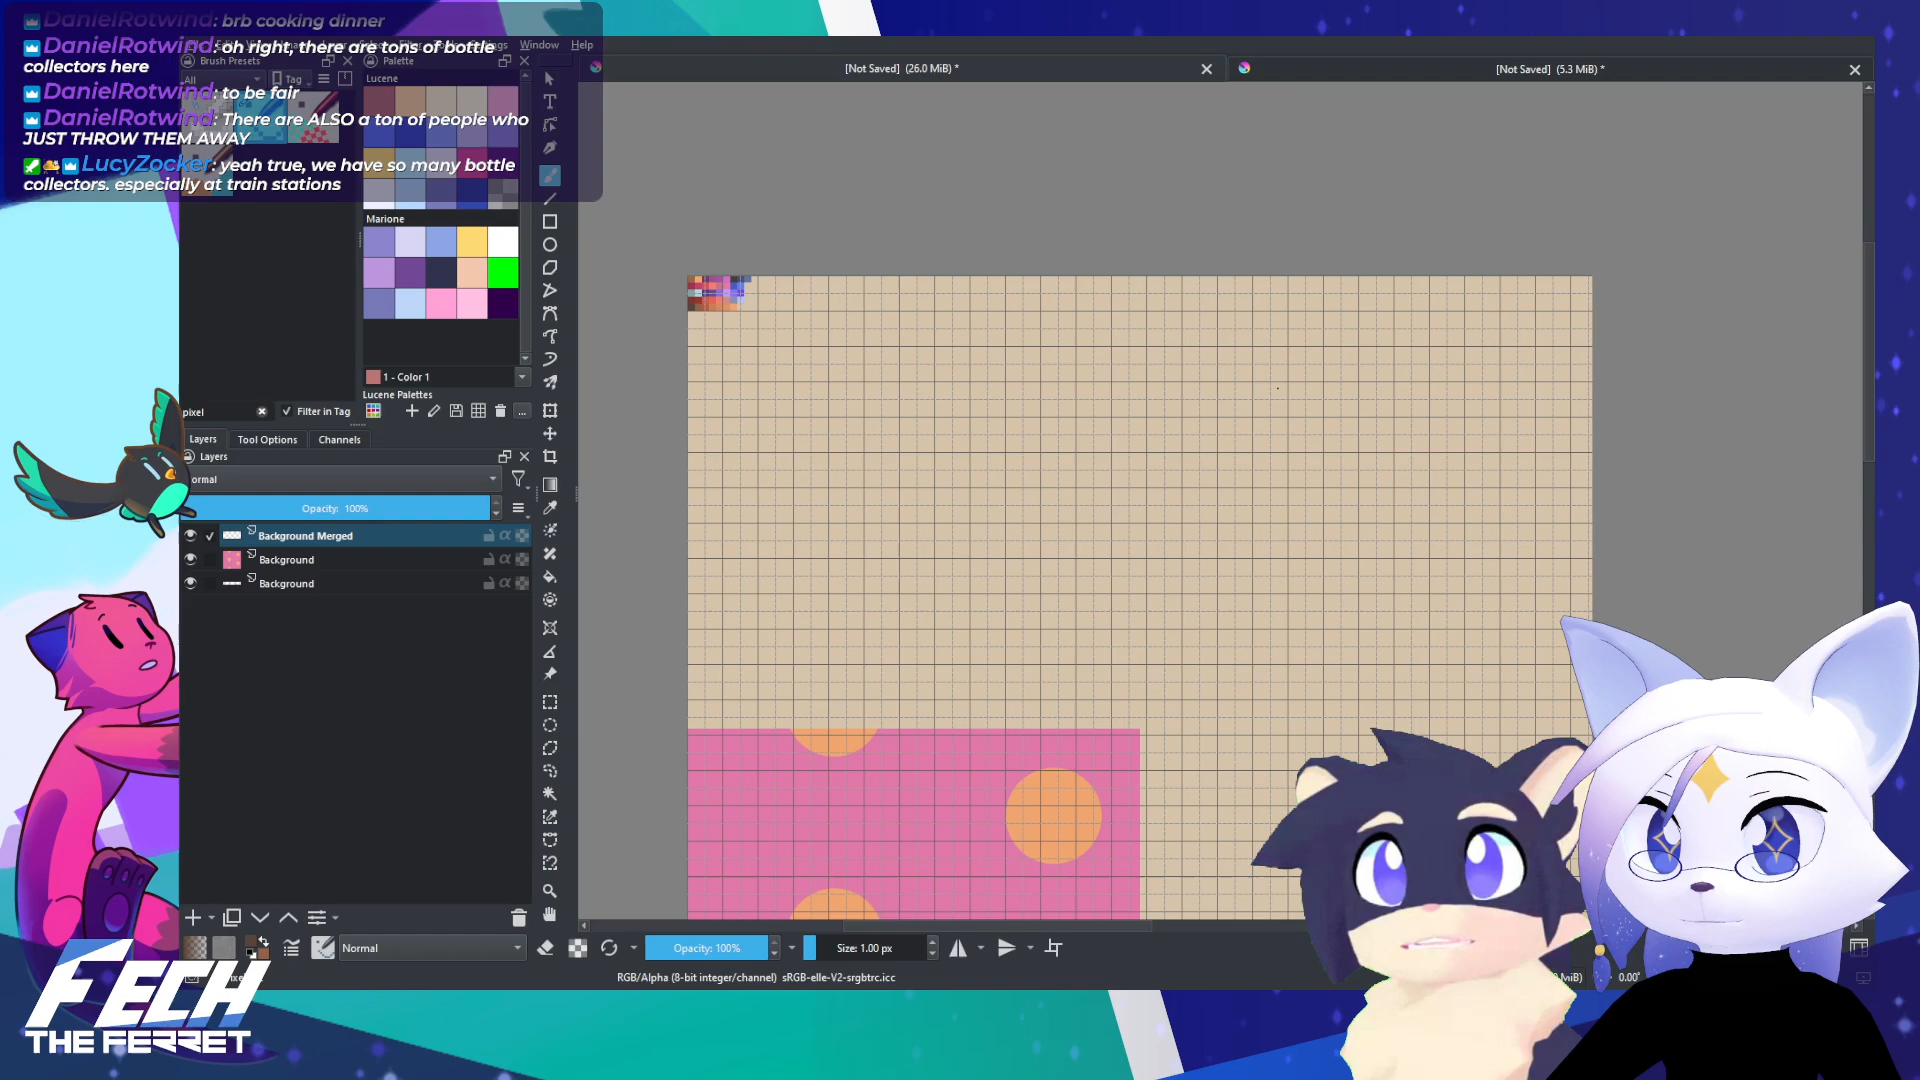 DanielRotwind: brb cooking dinner
DanielRotwind: oh right, there are tons of bottle
collectors here
DanielRotwind: to be fair
DanielRotwind: There are ALSO a ton of people who
JUST THROW THEM AWAY
LucyZocker: yeah true, we have so many bottle
collectors. especially at train stations
Window Help
Brush Presets
Palette
All
Tag
Lucene
Marione
1 - Color 1
Lucene Palettes
pixel
Filter in Tag
...
[Not Saved] (26.0 MiB) *
[Not Saved] (5.3 MiB) *
Layers Tool Options Channels
Layers
ormal
Opacity: 100%
Background Merged
Background
Background
Normal
Opacity: 100%
Size: 1.00 px
RGB/Alpha (8-bit integer/channel) sRGB-elle-V2-srgbtrc.icc
MiB)
0.00°
FECH
THE FERRET